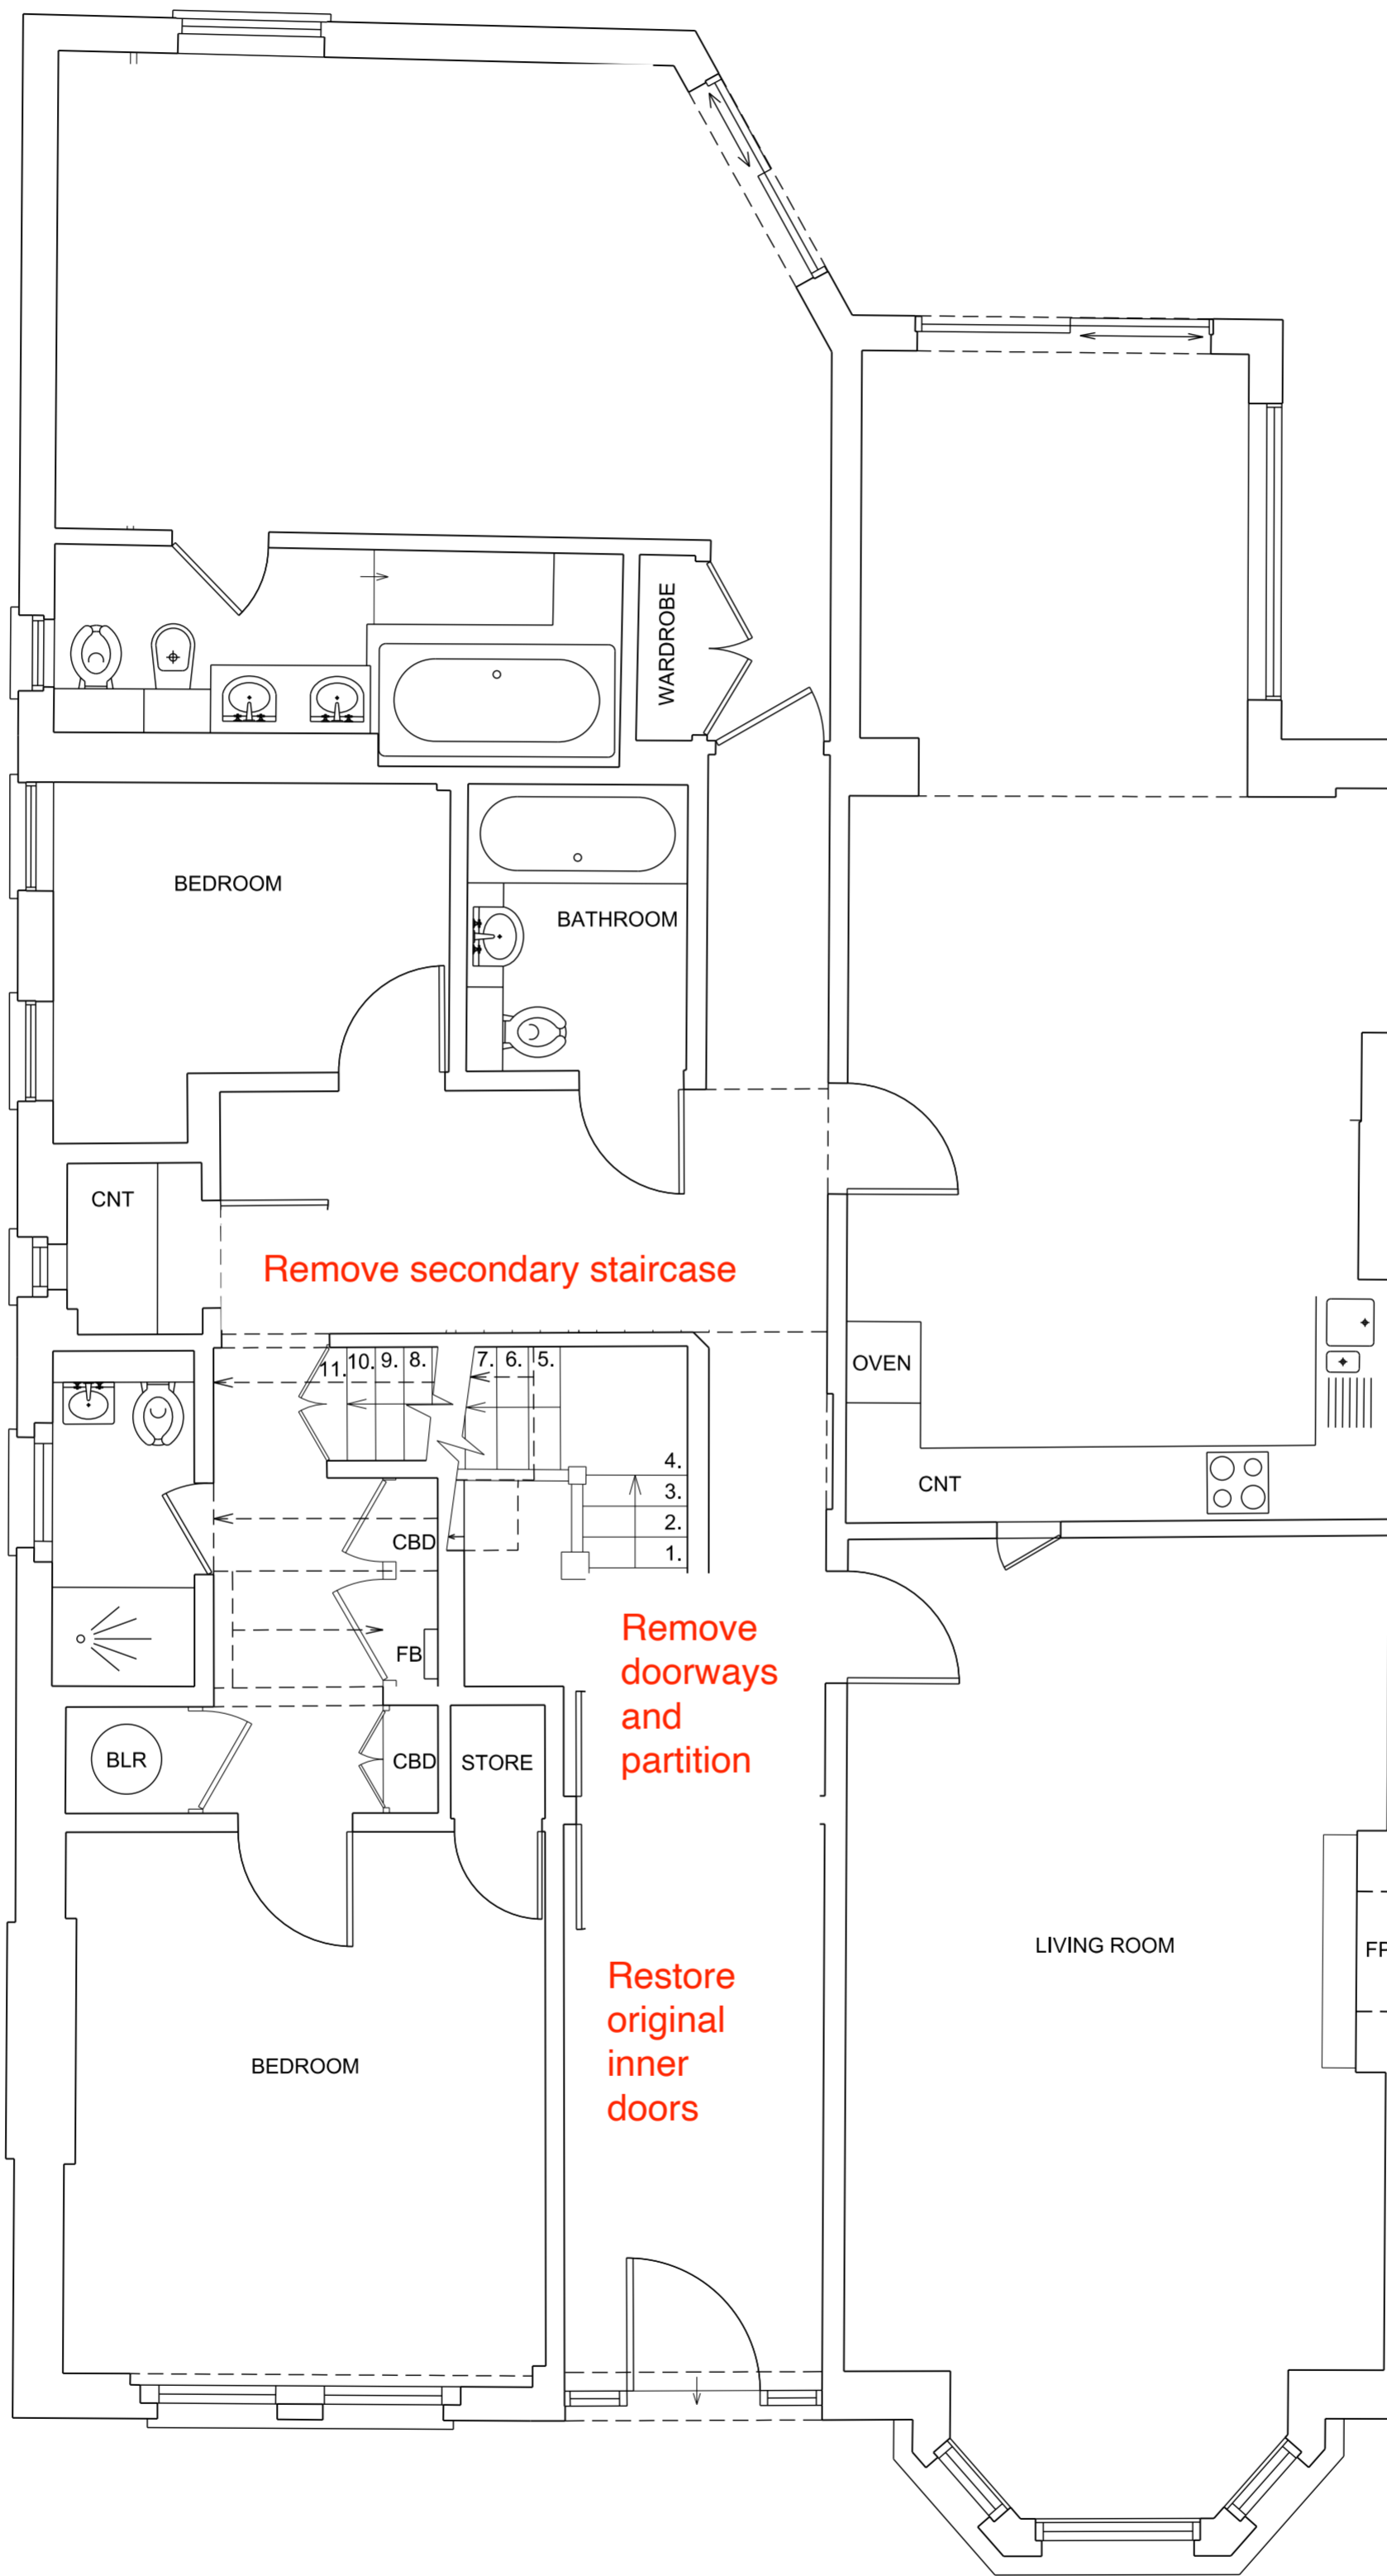 WARDROBE
BEDROOM
BATHROOM
CNT
Remove secondary staircase
11. 10. 9. 8. 7. 6. 5.
OVEN
4.
3.
2.
1.
CNT
CBD
FB
Remove
doorways
and
partition
BLR
CBD
STORE
LIVING ROOM
FP
Restore
original
inner
doors
BEDROOM